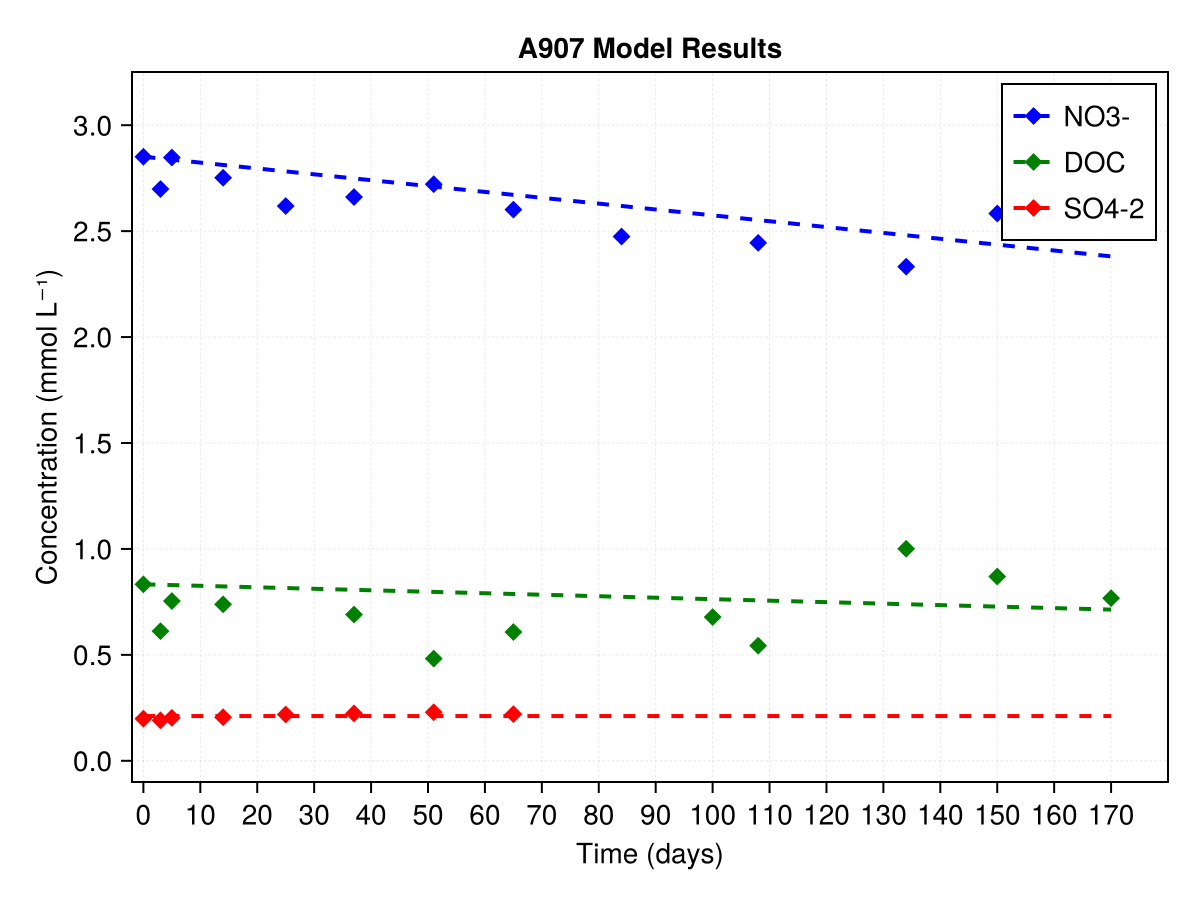 A907 Model Results
NO3-
DOC
SO4-2
3.0
2.5
2.0
1.5
1.0
0.5
0.0
Concentration (mmol L⁻¹)
0 10 20 30 40 50 60 70 80 90 100 110 120 130 140 150 160 170
Time (days)